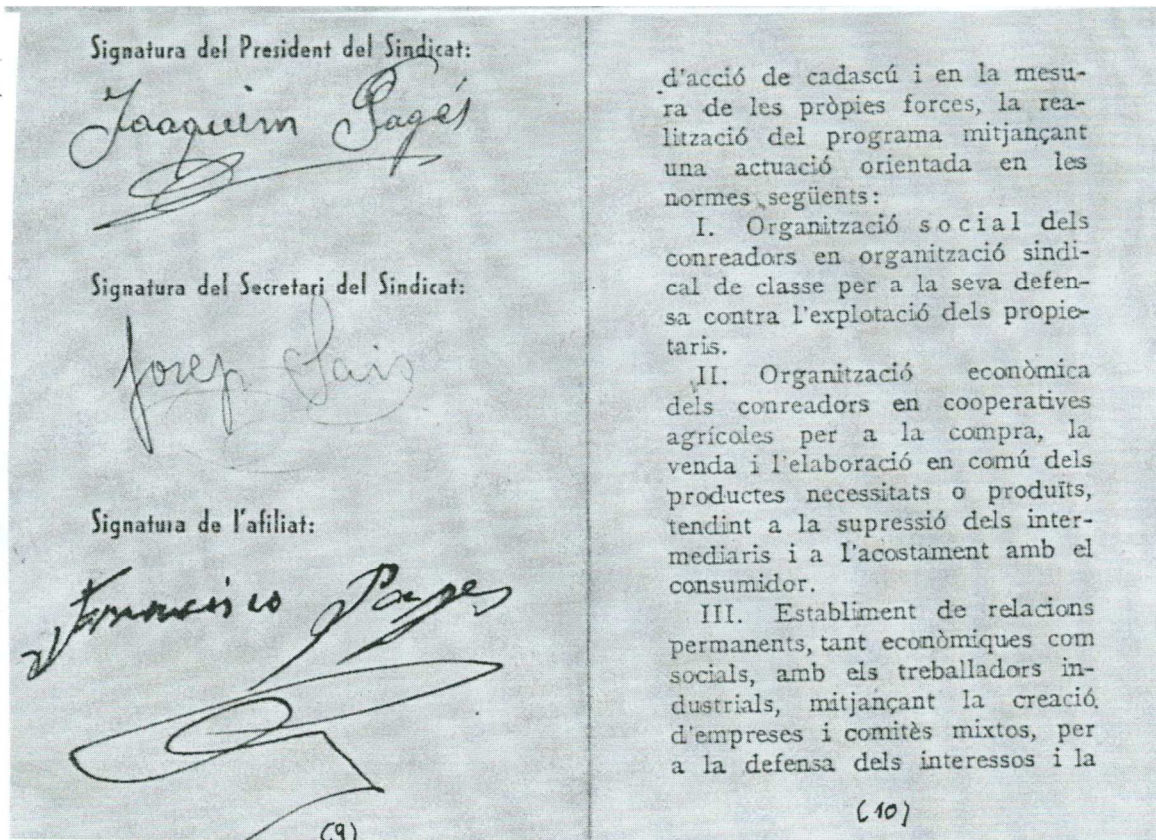 Signatura del President del Sindicat:
Joaquim Pagés
Signatura del Secretari del Sindicat:
Josep Sais
Signatura de l'afiliat:
Francisco Pages
(9)
d'acció de cadascú i en la mesu-
ra de les pròpies forces, la rea-
lització del programa mitjançant
una actuació orientada en les
normes següents:
I. Organització social dels
conreadors en organització sindi-
cal de classe per a la seva defen-
sa contra l'explotació dels propie-
taris.
II. Organització econòmica
dels conreadors en cooperatives
agrícoles per a la compra, la
venda i l'elaboració en comú dels
productes necessitats o produïts,
tendint a la supressió dels inter-
mediaris i a l'acostament amb el
consumidor.
III. Establiment de relacions
permanents, tant econòmiques com
socials, amb els treballadors in-
dustrials, mitjançant la creació
d'empreses i comitès mixtos, per
a la defensa dels interessos i la
(10)